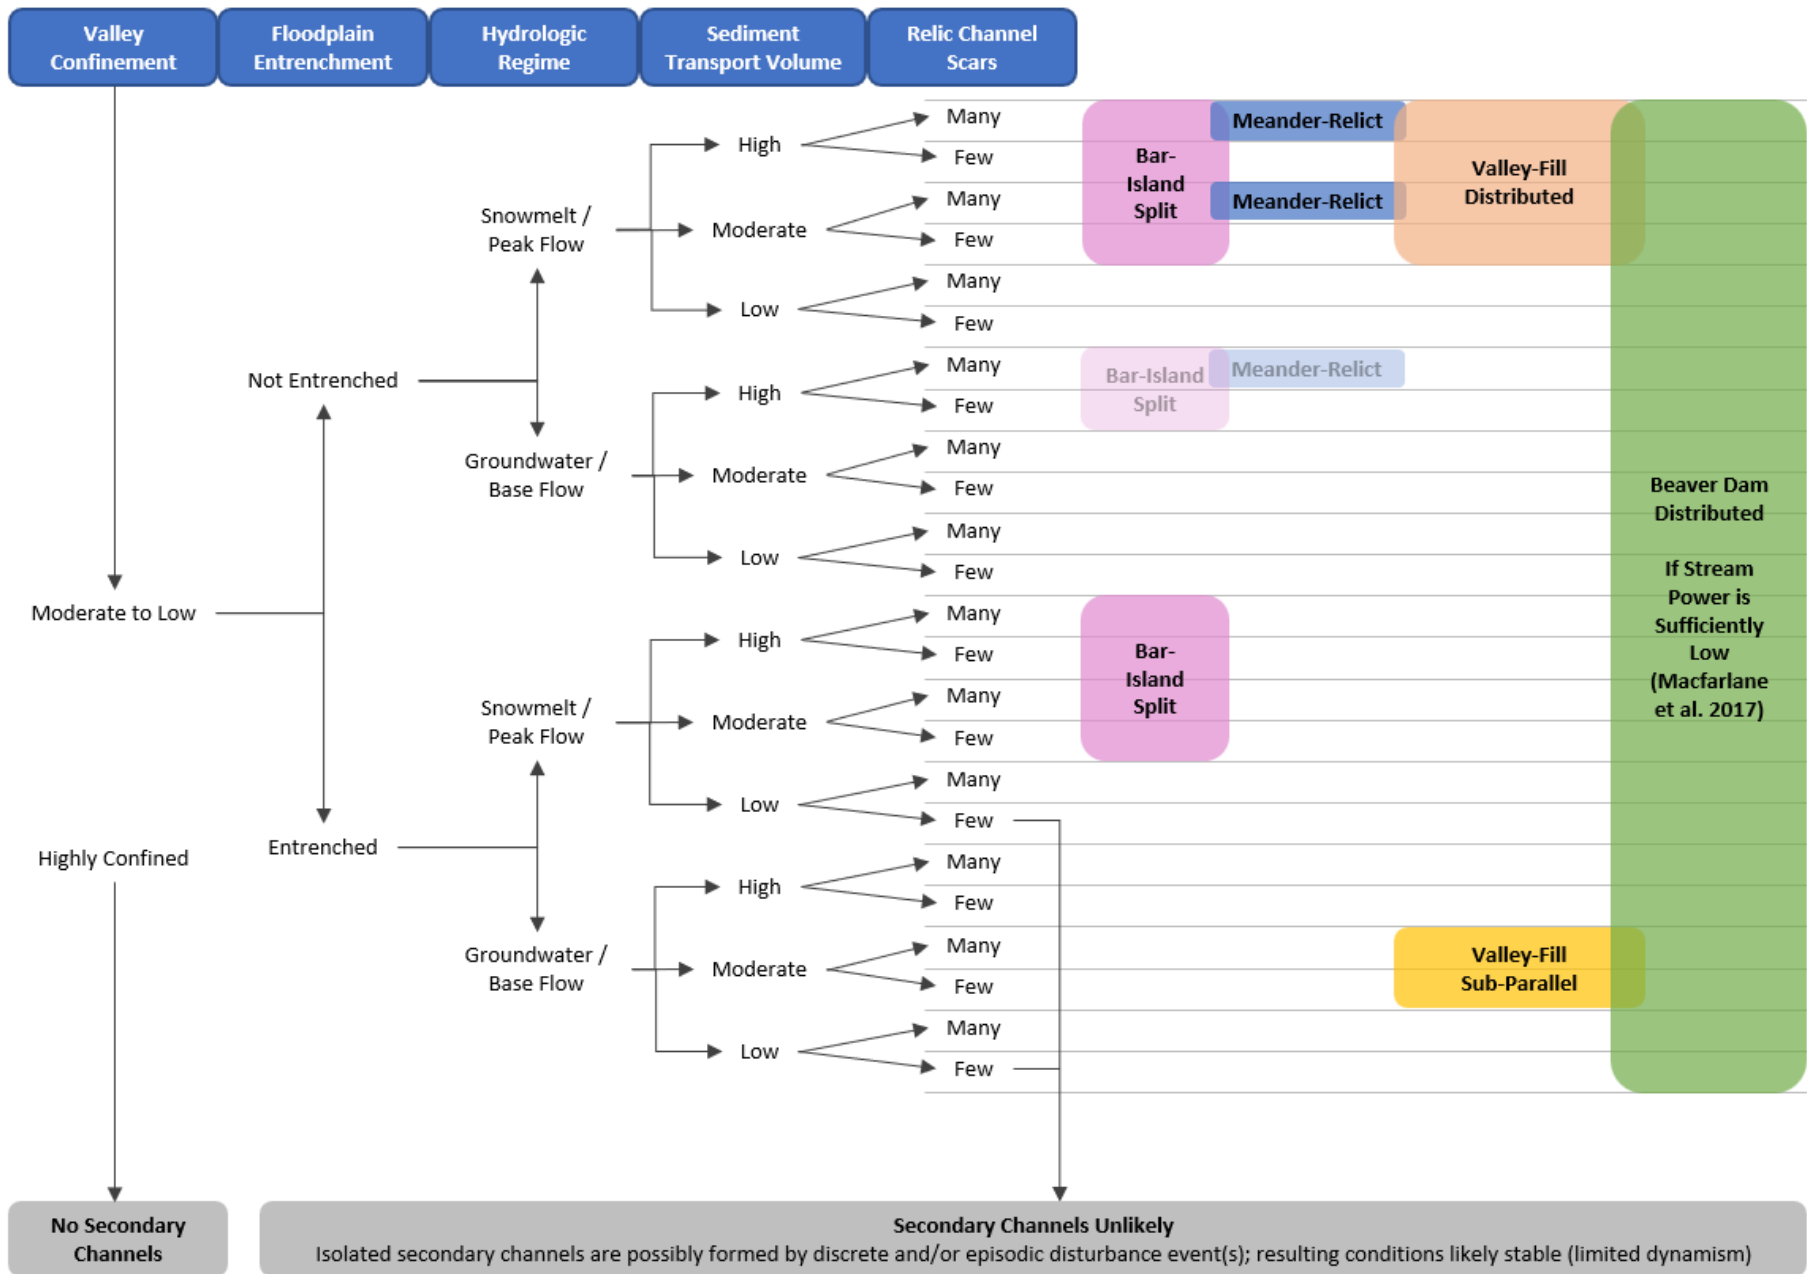 Valley
Confinement
Floodplain
Entrenchment
Hydrologic
Regime
Sediment
Transport Volume
Relic Channel
Scars
Moderate to Low
Highly Confined
Not Entrenched
Entrenched
Snowmelt /
Peak Flow
Groundwater /
Base Flow
Snowmelt /
Peak Flow
Groundwater /
Base Flow
High
Moderate
Low
High
Moderate
Low
High
Moderate
Low
High
Moderate
Low
Many
Few
Many
Few
Many
Few
Many
Few
Many
Few
Many
Few
Many
Few
Many
Few
Many
Few
Many
Few
Many
Few
Many
Few
Bar-
Island
Split
Meander-Relict
Meander-Relict
Valley-Fill
Distributed
Bar-Island
Split
Meander-Relict
Bar-
Island
Split
Valley-Fill
Sub-Parallel
Beaver Dam
Distributed
If Stream
Power is
Sufficiently
Low
(Macfarlane
et al. 2017)
No Secondary
Channels
Secondary Channels Unlikely
Isolated secondary channels are possibly formed by discrete and/or episodic disturbance event(s); resulting conditions likely stable (limited dynamism)